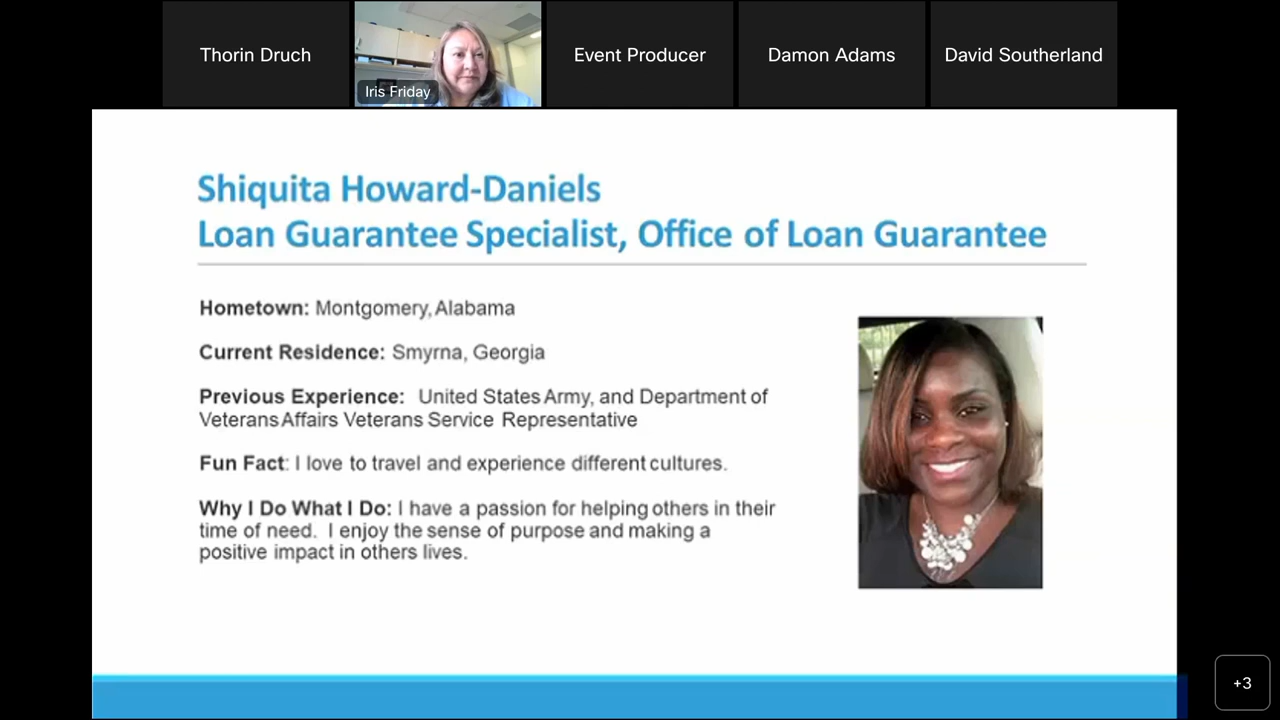 Thorin Druch
Iris Friday
Event Producer
Damon Adams
David Southerland
Shiquita Howard-Daniels
Loan Guarantee Specialist, Office of Loan Guarantee
Hometown: Montgomery, Alabama
Current Residence: Smyrna, Georgia
Previous Experience: United States Army, and Department of
Veterans Affairs Veterans Service Representative
Fun Fact: I love to travel and experience different cultures.
Why I Do What I Do: I have a passion for helping others in their
time of need. I enjoy the sense of purpose and making a
positive impact in others lives.
+3